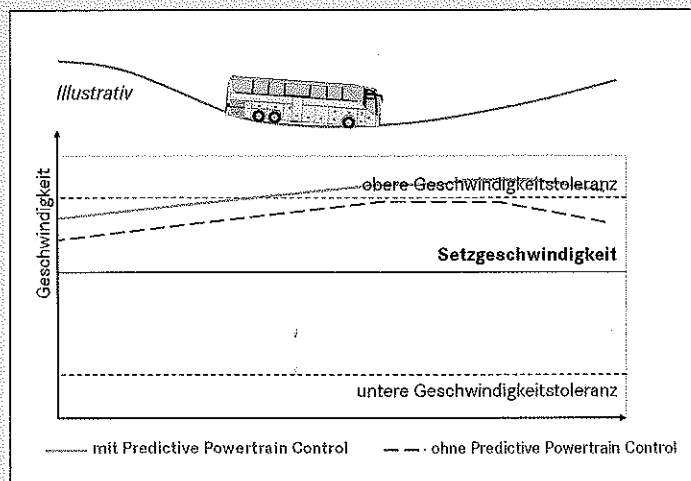 Illustrativ
Geschwindigkeit
obere Geschwindigkeitstoleranz
Setzgeschwindigkeit
untere Geschwindigkeitstoleranz
mit Predictive Powertrain Control
ohne Predictive Powertrain Control